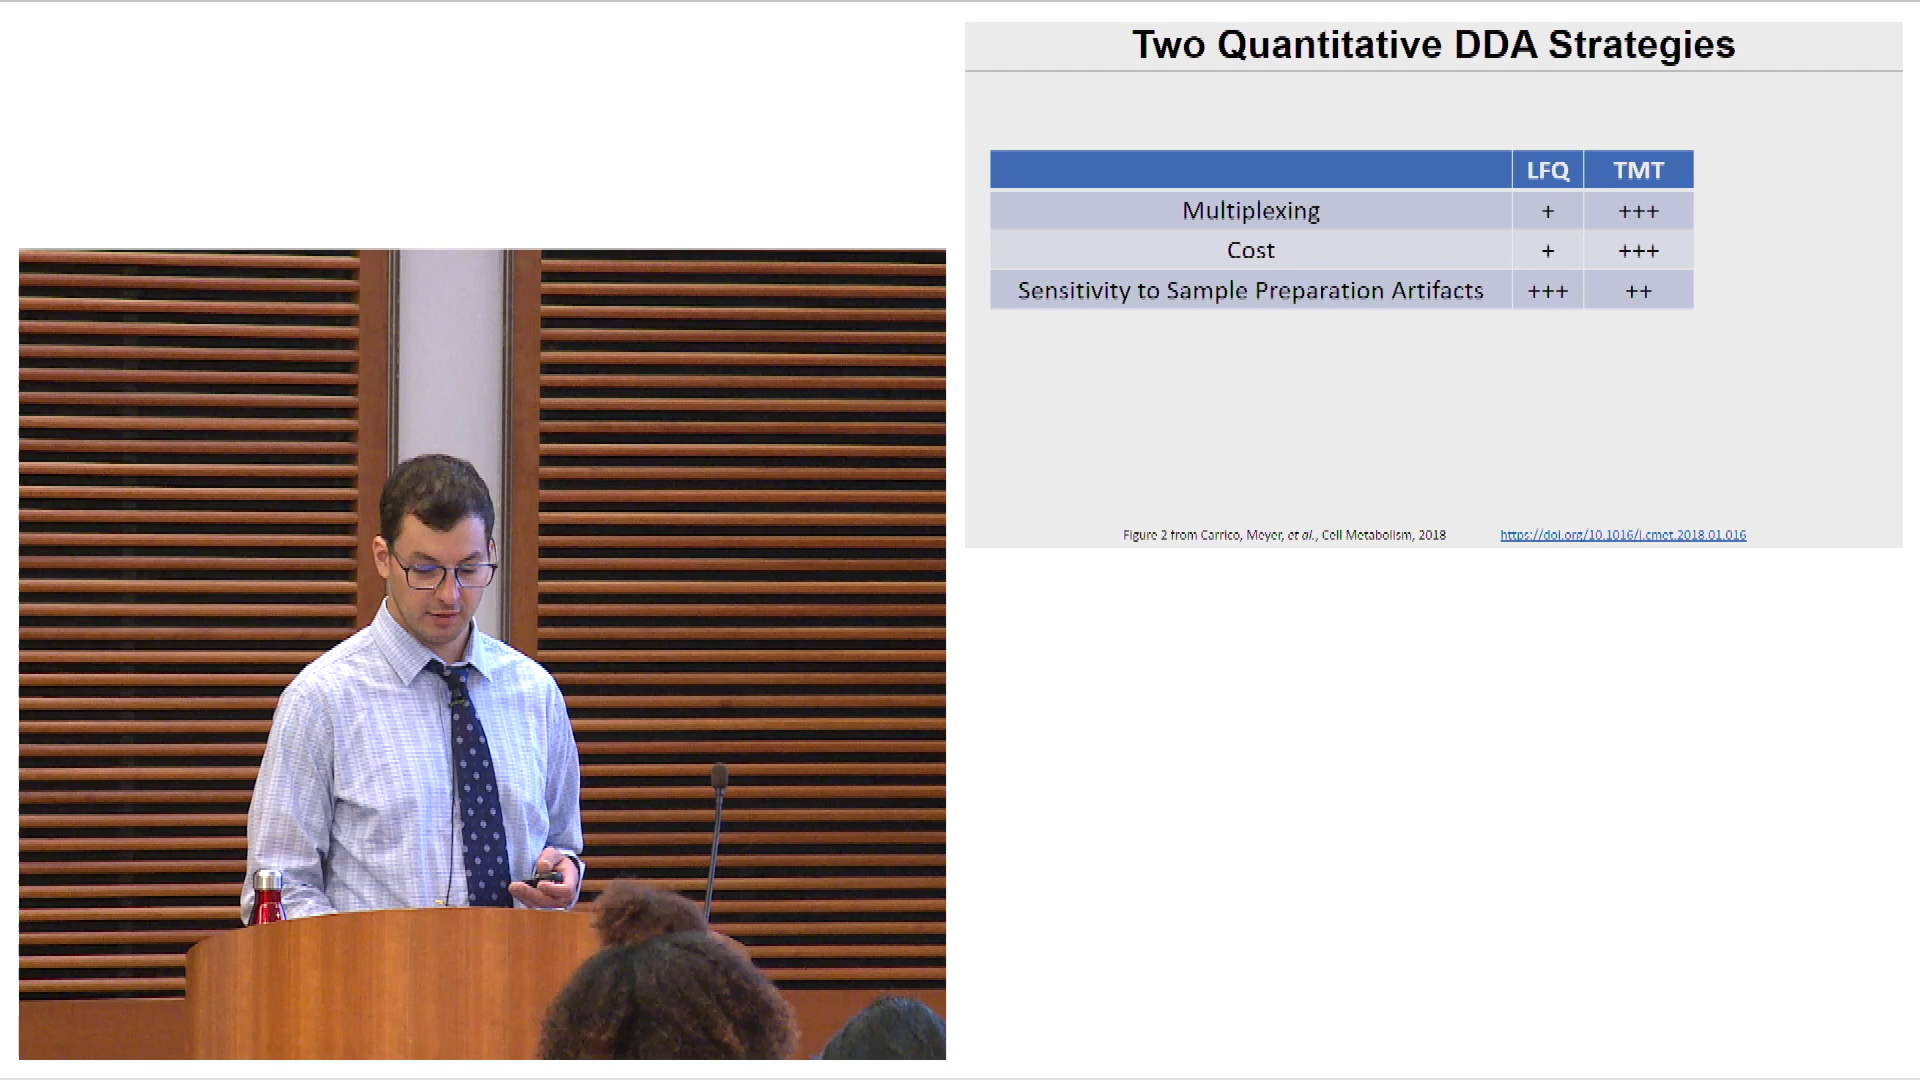 Two Quantitative DDA Strategies
LFQ TMT
Multiplexing + +++
Cost + +++
Sensitivity to Sample Preparation Artifacts +++ ++
Figure 2 from Carrico, Meyer, et al., Cell Metabolism, 2018 https://doi.org/10.1016/j.cmet.2018.01.016